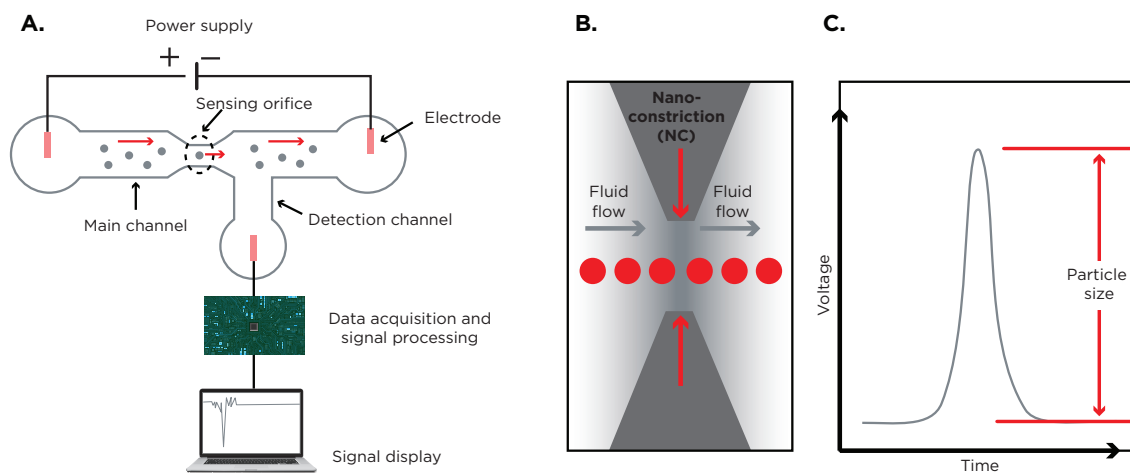 A.
Power supply
+
−
Sensing orifice
Electrode
Main channel
Detection channel
Data acquisition and
signal processing
Signal display
B.
Nano-
constriction
(NC)
Fluid
flow
Fluid
flow
C.
Voltage
Particle
size
Time